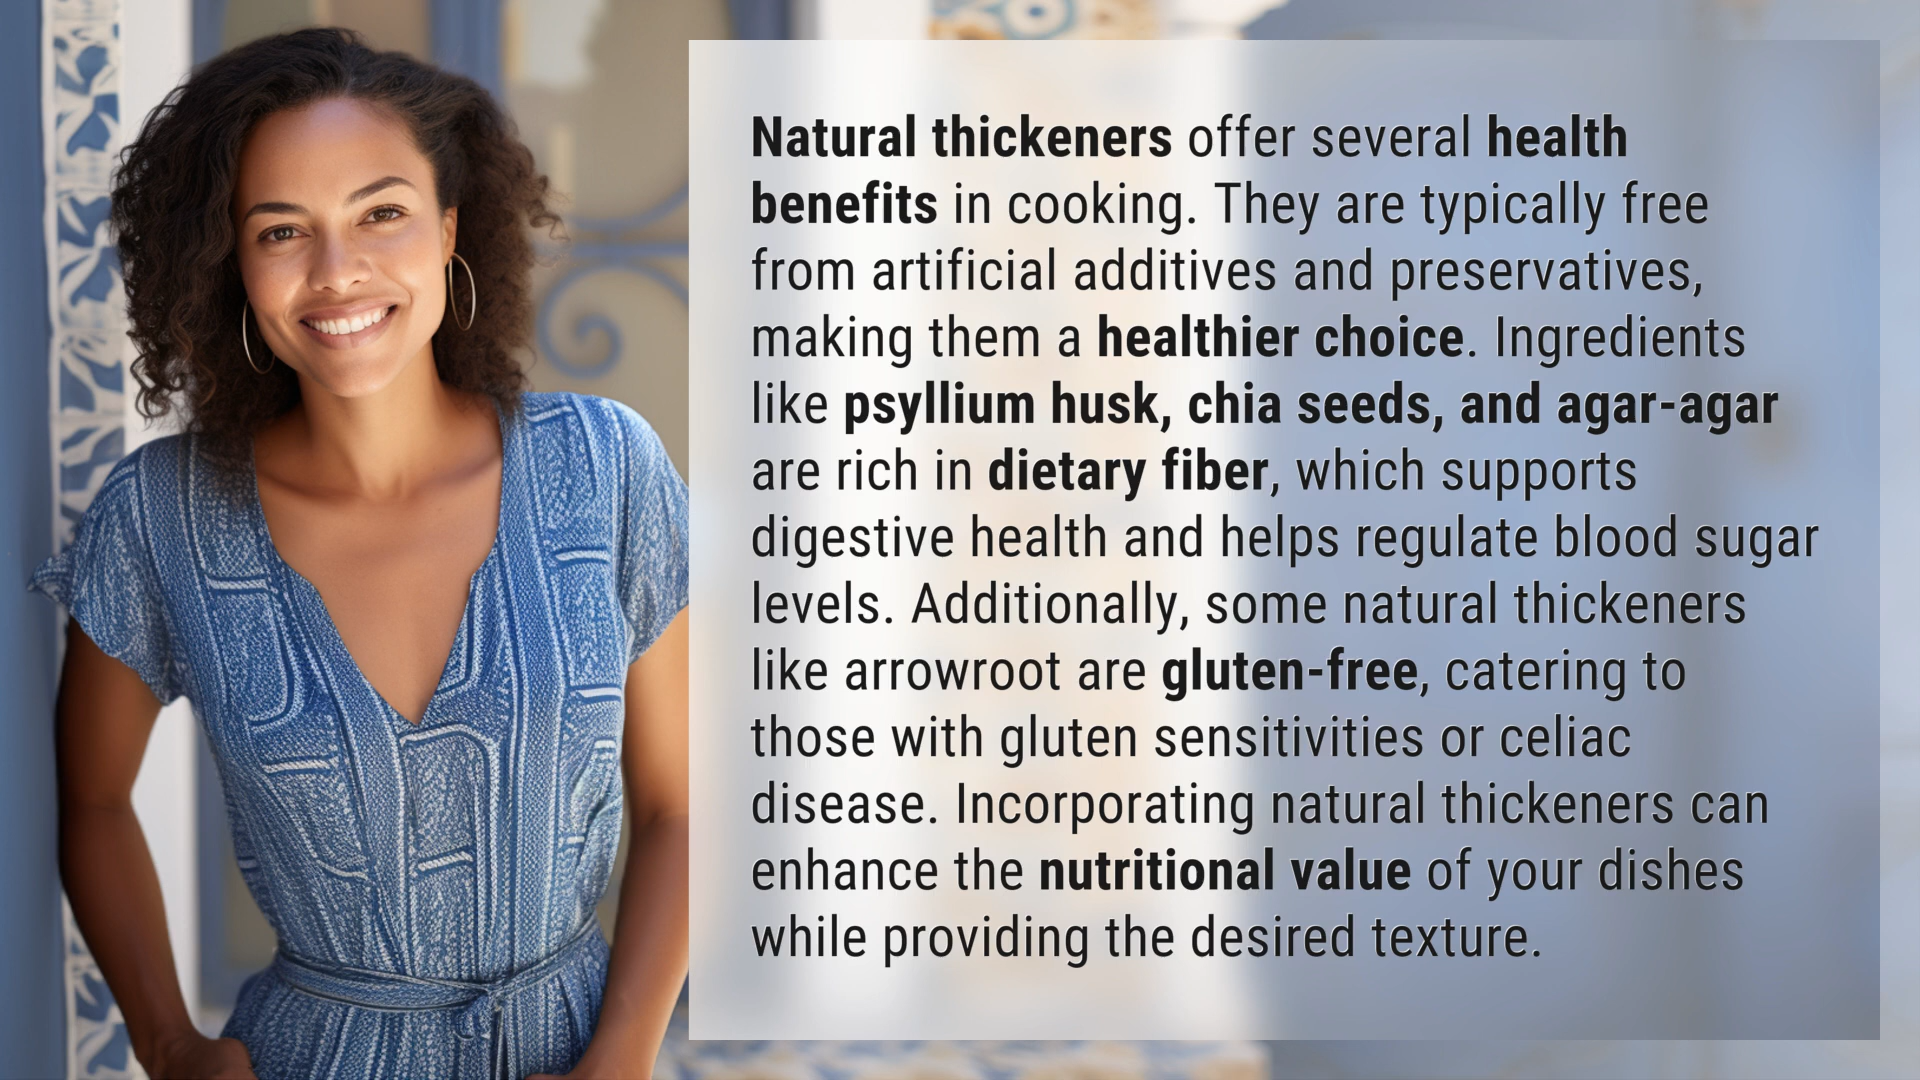 Natural thickeners offer several health
benefits in cooking. They are typically free
from artificial additives and preservatives,
making them a healthier choice. Ingredients
like psyllium husk, chia seeds, and agar-agar
are rich in dietary fiber, which supports
digestive health and helps regulate blood sugar
levels. Additionally, some natural thickeners
like arrowroot are gluten-free, catering to
those with gluten sensitivities or celiac
disease. Incorporating natural thickeners can
enhance the nutritional value of your dishes
while providing the desired texture.